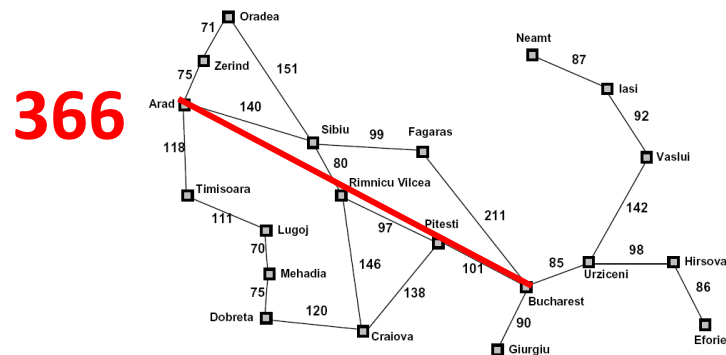 Oradea
71
Neamt
87
Zerind
151
75
Iasi
366
Arad
140
92
Sibiu
99
Fagaras
118
80
Vaslui
Rimnicu Vilcea
Timisoara
211
142
111
Lugoj
97
Pitesti
70
98
Hirsova
146
101
85
Mehadia
Urziceni
86
75
138
Bucharest
120
90
Dobreta
Craiova
Eforie
Giurgiu